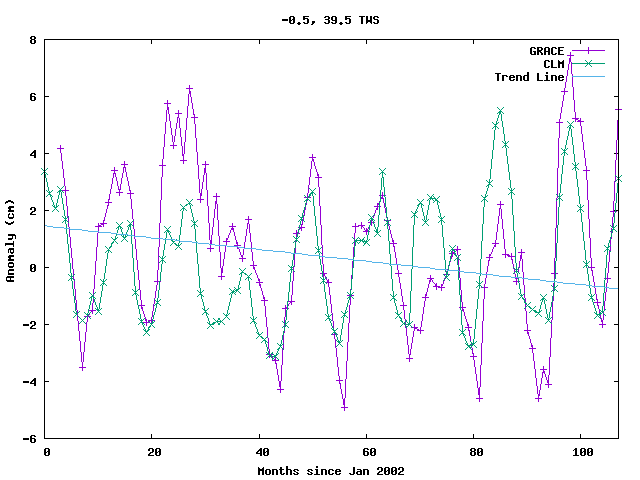 -0.5, 39.5 TWS
GRACE
CLM
Trend Line
8
6
4
2
0
-2
-4
-6
Anomaly (cm)
0 20 40 60 80 100
Months since Jan 2002